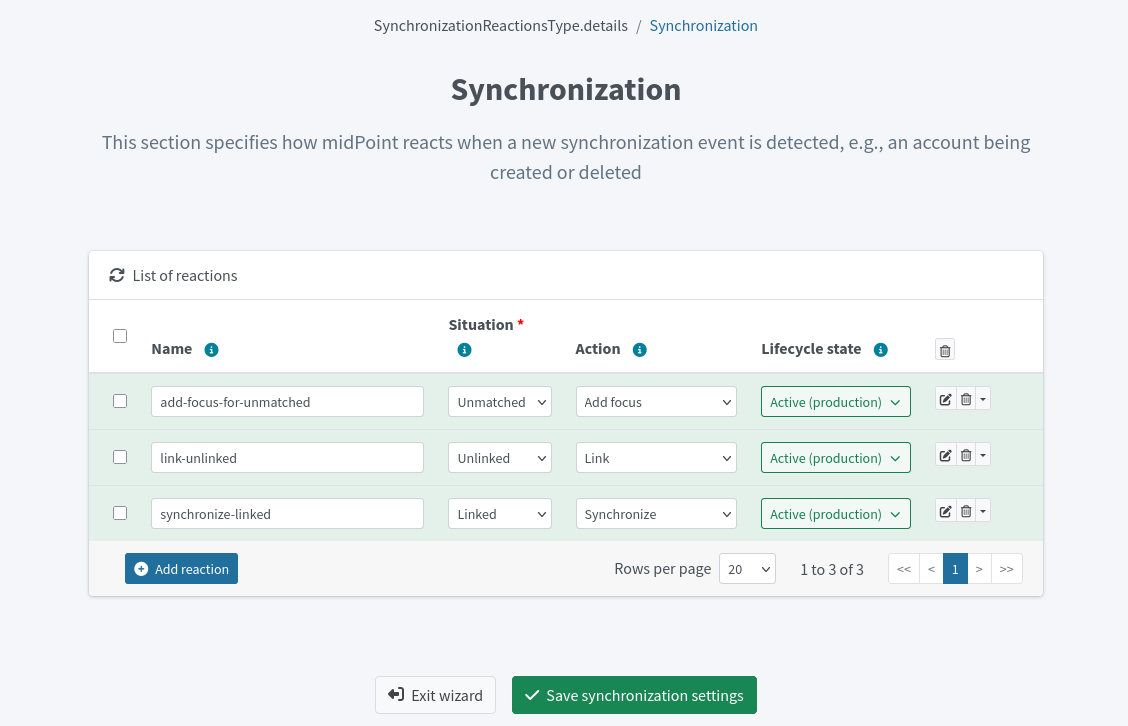 SynchronizationReactionsType.details / Synchronization
Synchronization
This section specifies how midPoint reacts when a new synchronization event is detected, e.g., an account being
created or deleted
List of reactions
Name Situation * Action Lifecycle state
add-focus-for-unmatched Unmatched Add focus Active (production)
link-unlinked Unlinked Link Active (production)
synchronize-linked Linked Synchronize Active (production)
Add reaction Rows per page 20 1 to 3 of 3 << < 1 > >>
Exit wizard Save synchronization settings